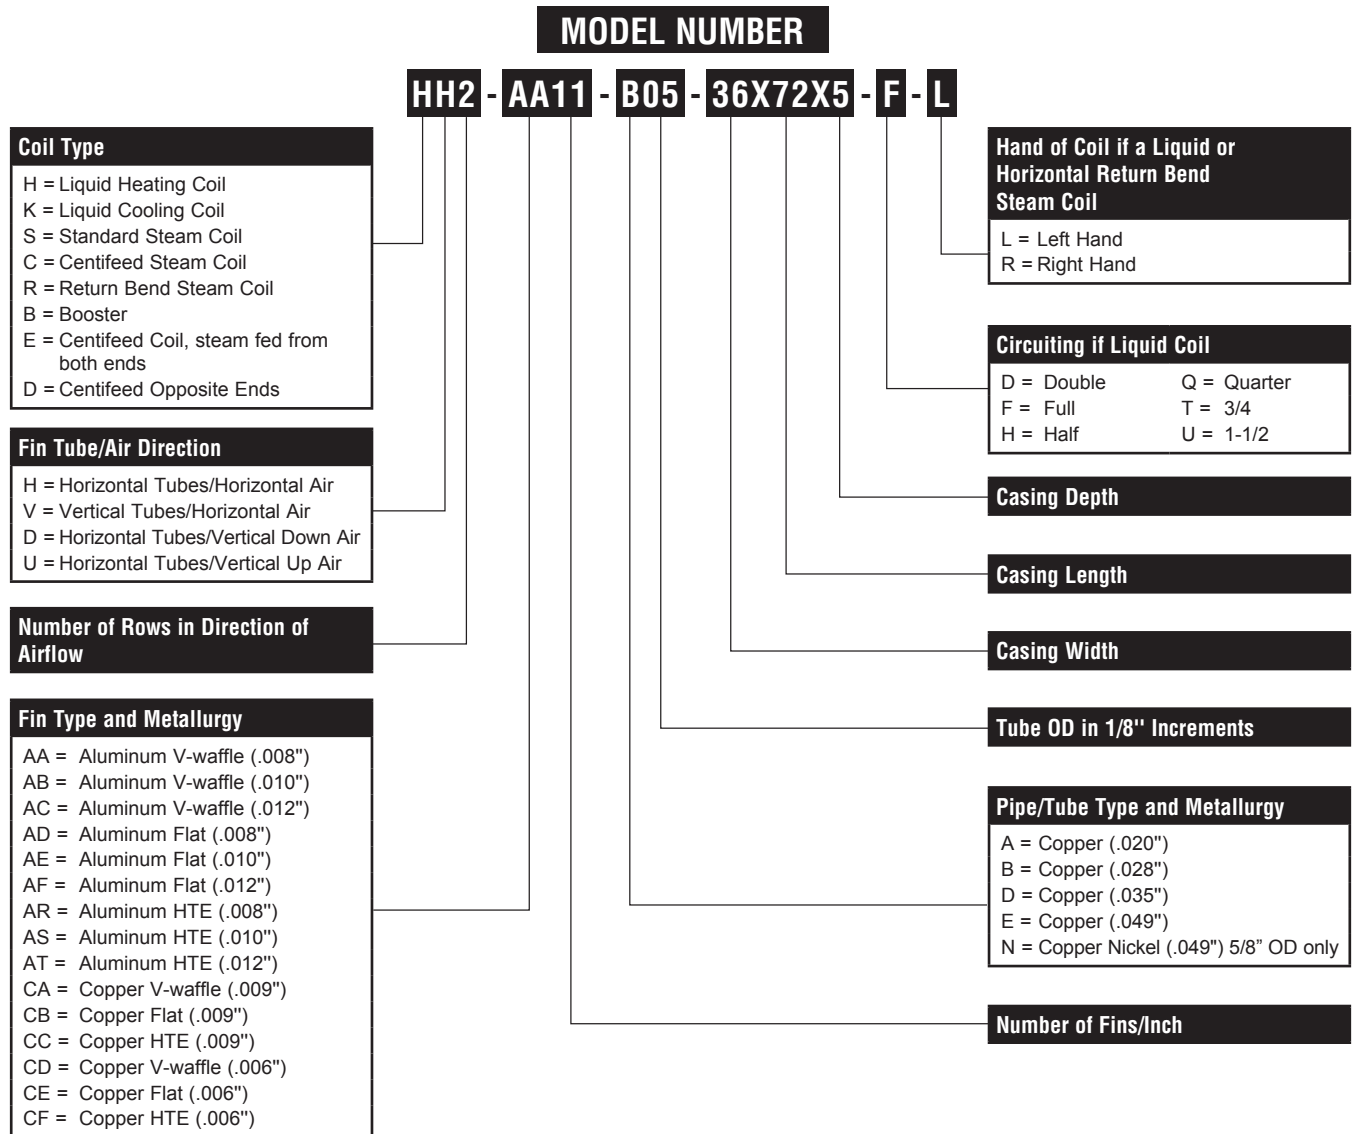 MODEL NUMBER
HH2 - AA11 - B05 - 36X72X5 - F - L
Coil Type
H = Liquid Heating Coil
K = Liquid Cooling Coil
S = Standard Steam Coil
C = Centifeed Steam Coil
R = Return Bend Steam Coil
B = Booster
E = Centifeed Coil, steam fed from
both ends
D = Centifeed Opposite Ends
Fin Tube/Air Direction
H = Horizontal Tubes/Horizontal Air
V = Vertical Tubes/Horizontal Air
D = Horizontal Tubes/Vertical Down Air
U = Horizontal Tubes/Vertical Up Air
Number of Rows in Direction of
Airflow
Fin Type and Metallurgy
AA = Aluminum V-waffle (.008")
AB = Aluminum V-waffle (.010")
AC = Aluminum V-waffle (.012")
AD = Aluminum Flat (.008")
AE = Aluminum Flat (.010")
AF = Aluminum Flat (.012")
AR = Aluminum HTE (.008")
AS = Aluminum HTE (.010")
AT = Aluminum HTE (.012")
CA = Copper V-waffle (.009")
CB = Copper Flat (.009")
CC = Copper HTE (.009")
CD = Copper V-waffle (.006")
CE = Copper Flat (.006")
CF = Copper HTE (.006")
Hand of Coil if a Liquid or
Horizontal Return Bend
Steam Coil
L = Left Hand
R = Right Hand
Circuiting if Liquid Coil
D = Double Q = Quarter
F = Full T = 3/4
H = Half U = 1-1/2
Casing Depth
Casing Length
Casing Width
Tube OD in 1/8'' Increments
Pipe/Tube Type and Metallurgy
A = Copper (.020")
B = Copper (.028")
D = Copper (.035")
E = Copper (.049")
N = Copper Nickel (.049") 5/8” OD only
Number of Fins/Inch